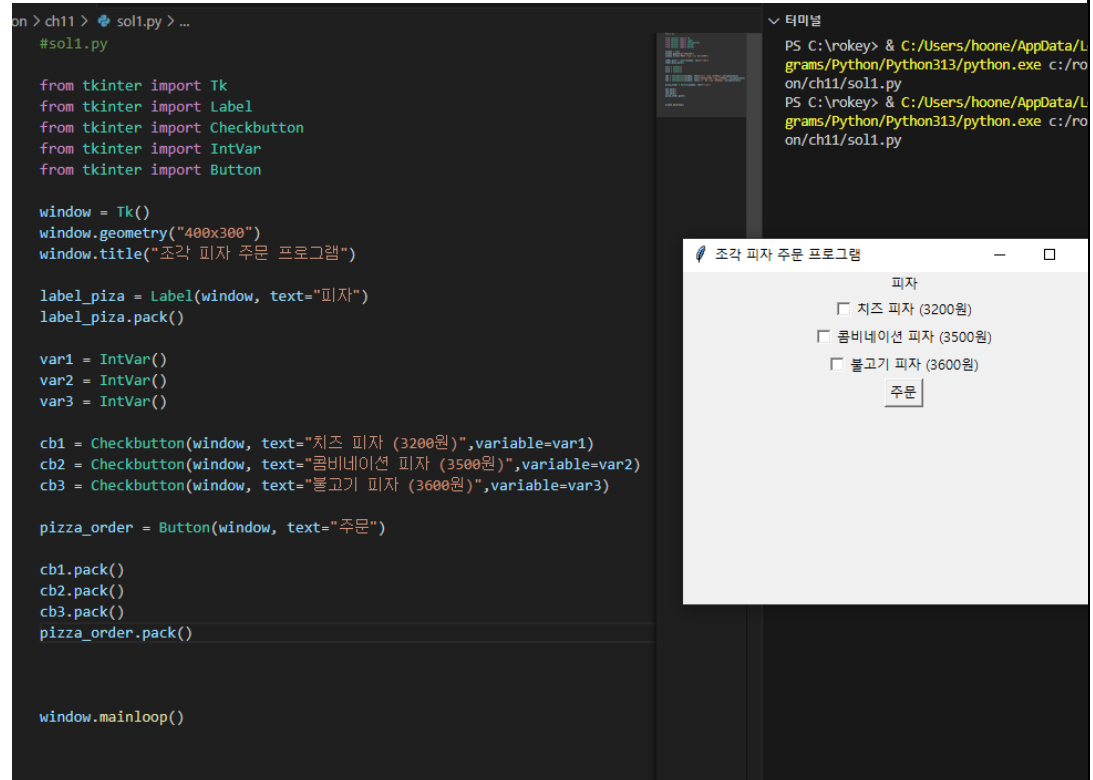 on > ch11 > sol1.py > ...
#sol1.py
from tkinter import Tk
from tkinter import Label
from tkinter import Checkbutton
from tkinter import IntVar
from tkinter import Button
window = Tk()
window.geometry("400x300")
window.title("조각 피자 주문 프로그램")
label_piza = Label(window, text="피자")
label_piza.pack()
var1 = IntVar()
var2 = IntVar()
var3 = IntVar()
cb1 = Checkbutton(window, text="치즈 피자 (3200원)",variable=var1)
cb2 = Checkbutton(window, text="콤비네이션 피자 (3500원)",variable=var2)
cb3 = Checkbutton(window, text="불고기 피자 (3600원)",variable=var3)
pizza_order = Button(window, text="주문")
cb1.pack()
cb2.pack()
cb3.pack()
pizza_order.pack()
window.mainloop()
터미널
PS C:\rokey> & C:/Users/hoone/AppData/L
grams/Python/Python313/python.exe c:/ro
on/ch11/sol1.py
PS C:\rokey> & C:/Users/hoone/AppData/L
grams/Python/Python313/python.exe c:/ro
on/ch11/sol1.py
조각 피자 주문 프로그램
피자
치즈 피자 (3200원)
콤비네이션 피자 (3500원)
불고기 피자 (3600원)
주문